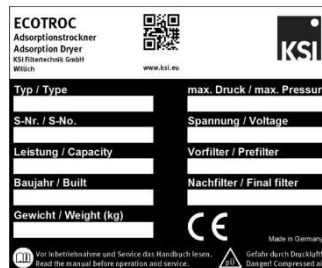 ECOTROC
Adsorptionstrockner
Adsorption Dryer
KSI Filtertechnik GmbH
Willich
www.ksi.eu
KSI
Typ / Type
max. Druck / max. Pressur
S-Nr. / S-No.
Spannung / Voltage
Leistung / Capacity
Vorfilter / Prefilter
Baujahr / Built
Nachfilter / Final filter
Gewicht / Weight (kg)
CE
Made in Germany
Vor Inbetriebnahme und Service das Handbuch lesen.
Read the manual before operation and service.
pü
Gefahr durch Druckluft
Danger! Compressed ai